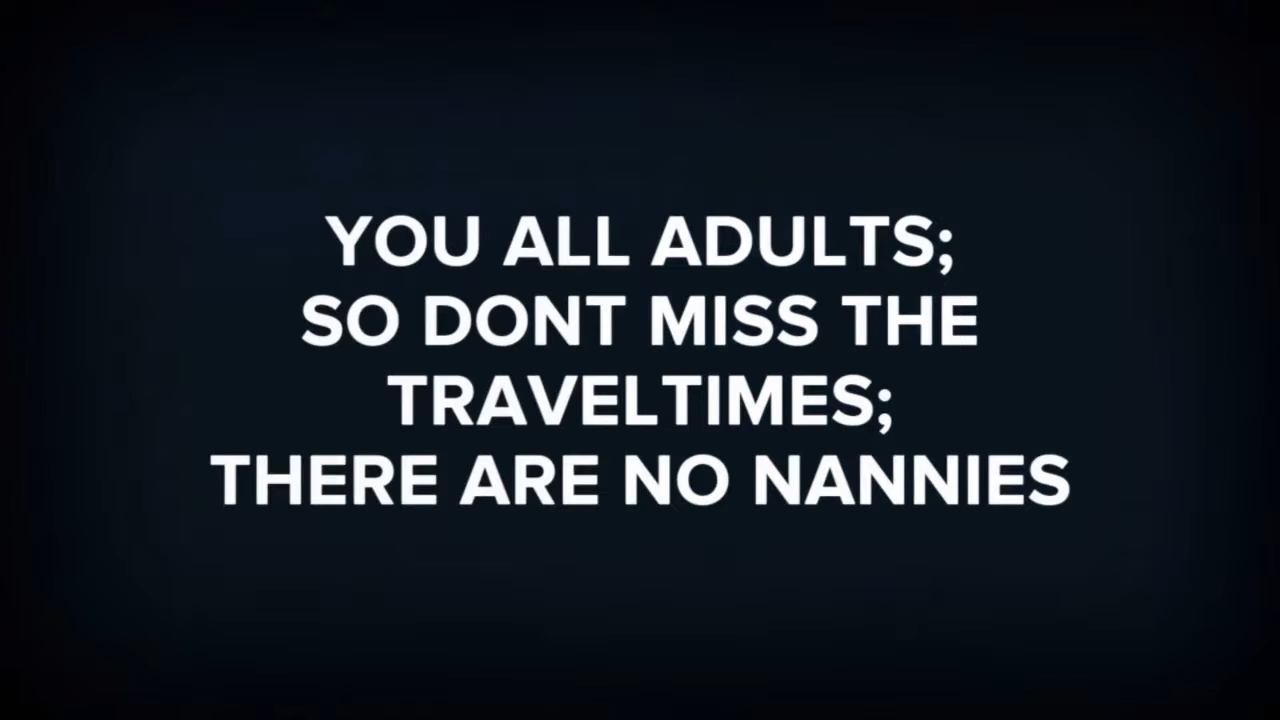 YOU ALL ADULTS;
SO DONT MISS THE
TRAVELTIMES;
THERE ARE NO NANNIES